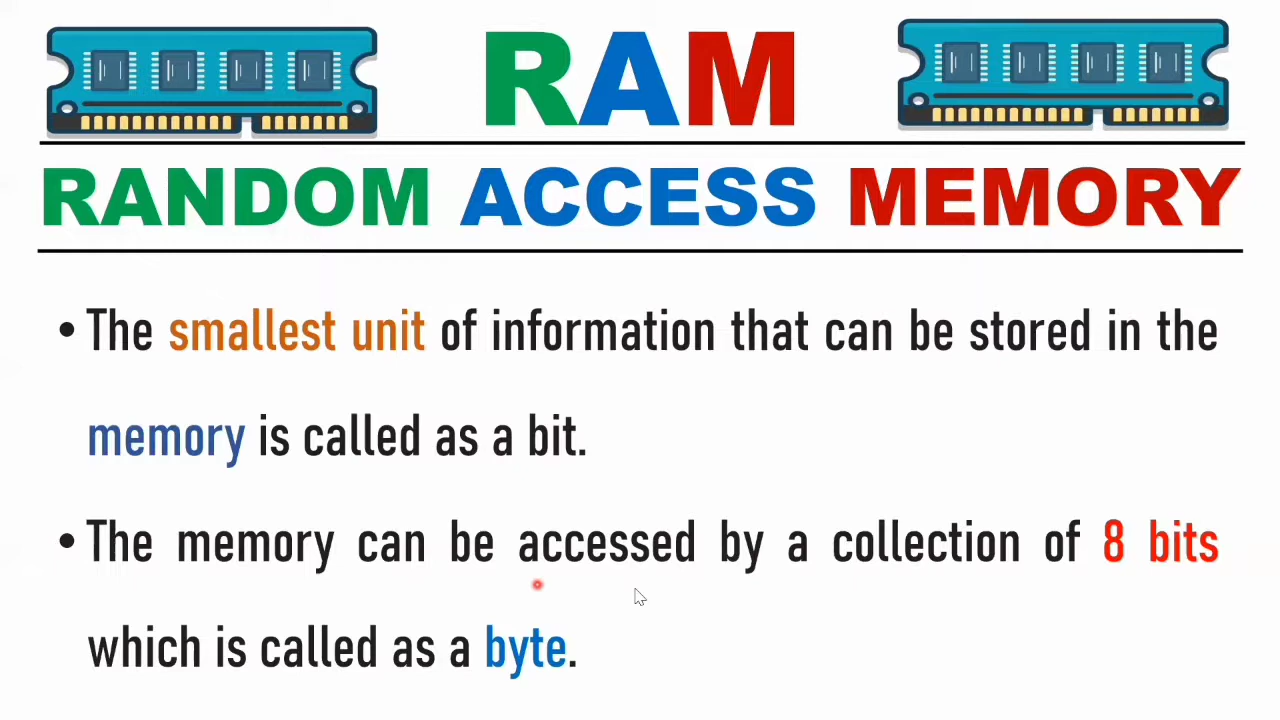 RAM
RANDOM ACCESS MEMORY
• The smallest unit of information that can be stored in the
memory is called as a bit.
• The memory can be accessed by a collection of 8 bits
which is called as a byte.